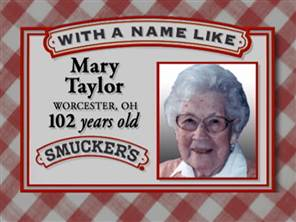 WITH A NAME LIKE
Mary
Taylor
WORCESTER, OH
102 years old
SMUCKER'S